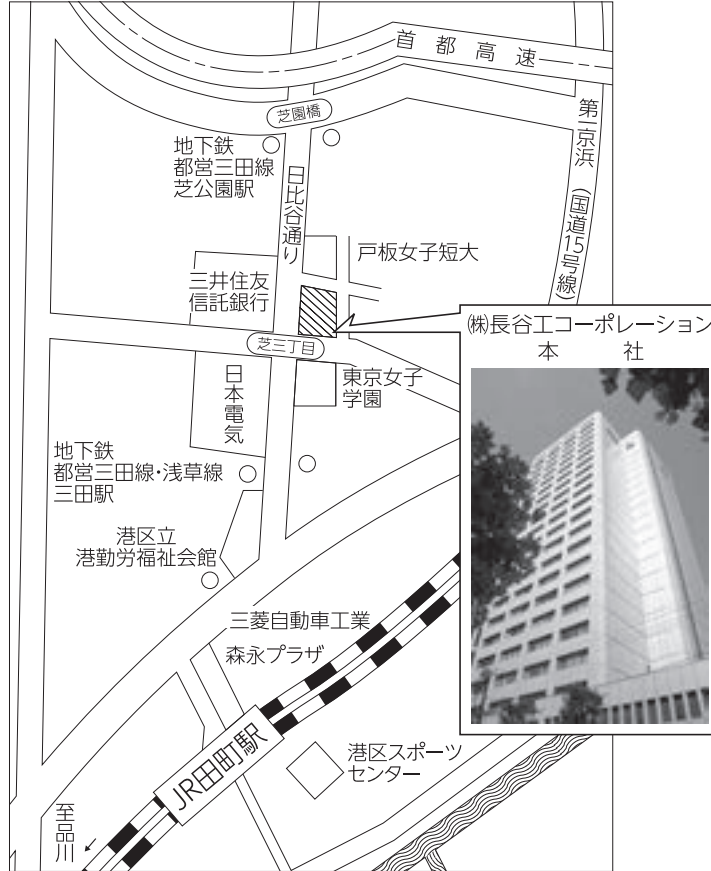 首都高速
芝園橋
第一京浜
（国道15号線）
地下鉄
都営三田線
芝公園駅
日比谷通り
戸板女子短大
三井住友
信託銀行
㈱長谷工コーポレーション
本社
芝三丁目
東京女子
学園
日本電気
地下鉄
都営三田線・浅草線
三田駅
港区立
港勤労福祉会館
三菱自動車工業
森永プラザ
JR田町駅
港区スポーツ
センター
至品川